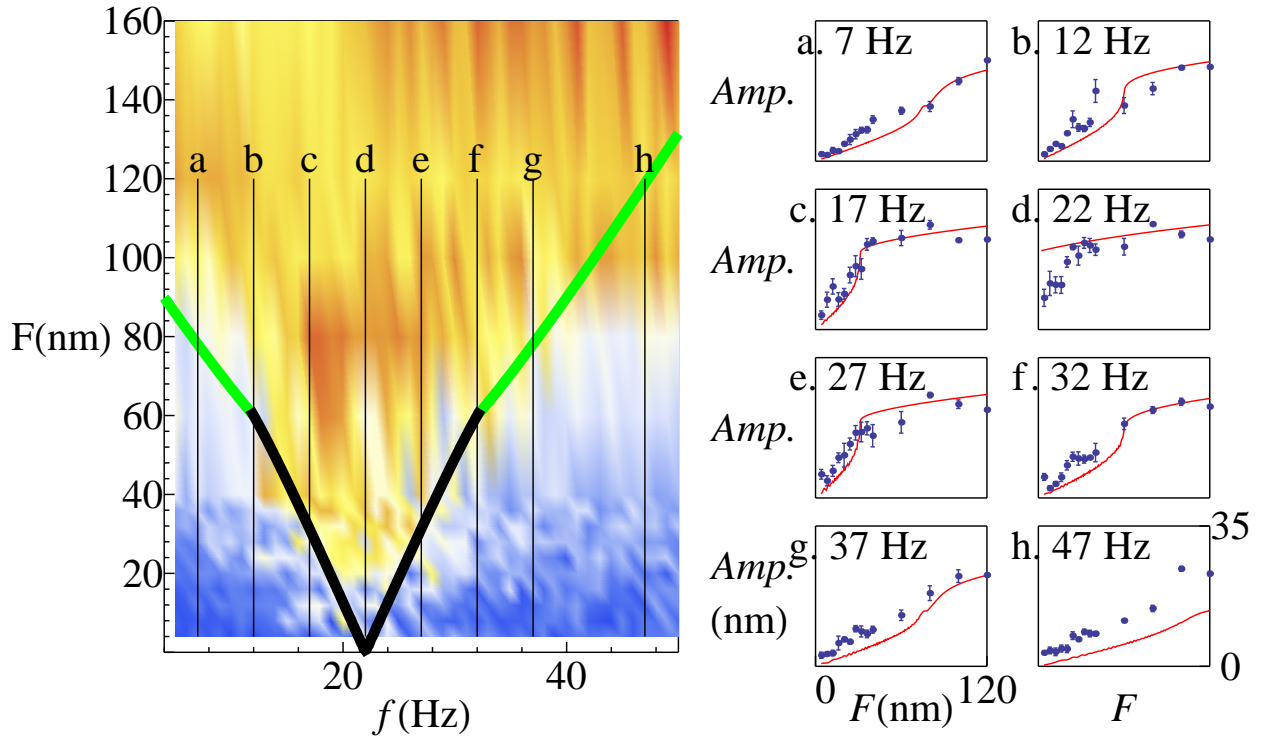 160
140
120
100
80
60
40
20
F(nm)
a b c d e f g h
20 40
f (Hz)
a. 7 Hz
b. 12 Hz
Amp.
c. 17 Hz
d. 22 Hz
Amp.
e. 27 Hz
f. 32 Hz
Amp.
g. 37 Hz
h. 47 Hz
Amp.
(nm)
35
0
0 120
F(nm)
F